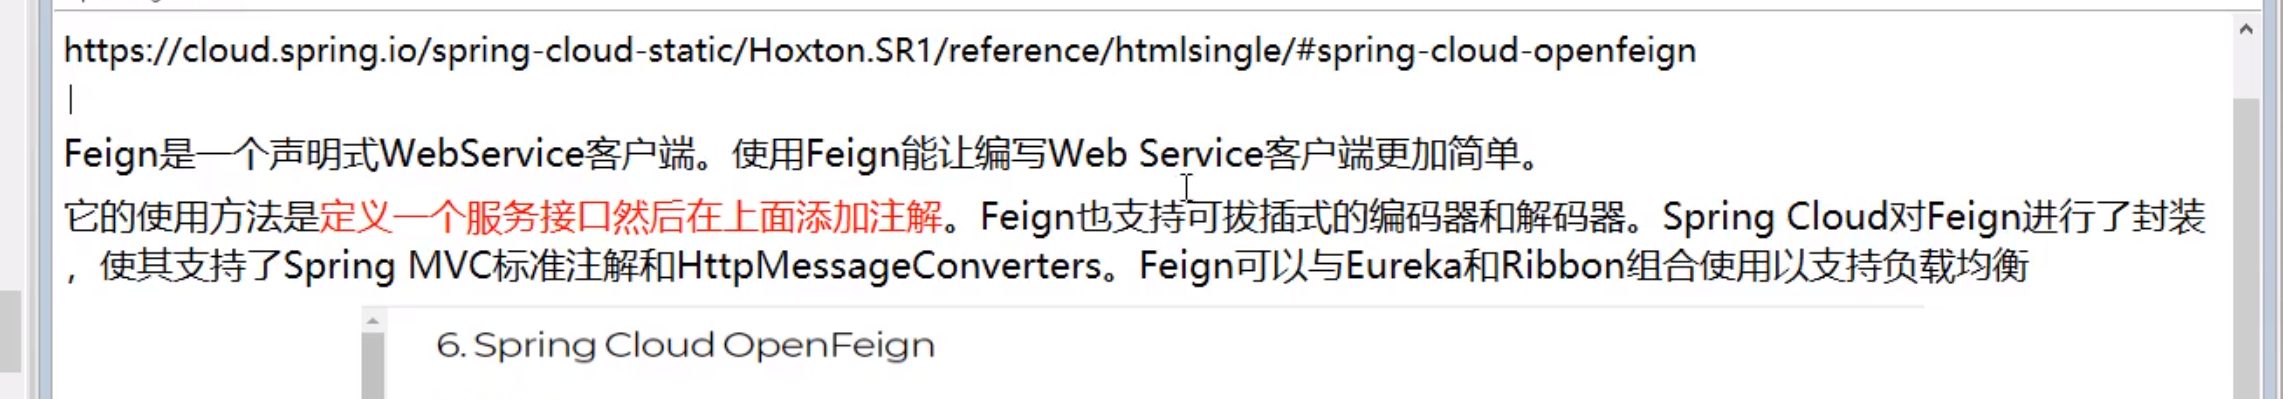 https://cloud.spring.io/spring-cloud-static/Hoxton.SR1/reference/htmlsingle/#spring-cloud-openfeign
Feign是一个声明式WebService客户端。使用Feign能让编写Web Service客户端更加简单。
它的使用方法是定义一个服务接口然后在上面添加注解。Feign也支持可拔插式的编码器和解码器。Spring Cloud对Feign进行了封装
，使其支持了Spring MVC标准注解和HttpMessageConverters。Feign可以与Eureka和Ribbon组合使用以支持负载均衡
6. Spring Cloud OpenFeign